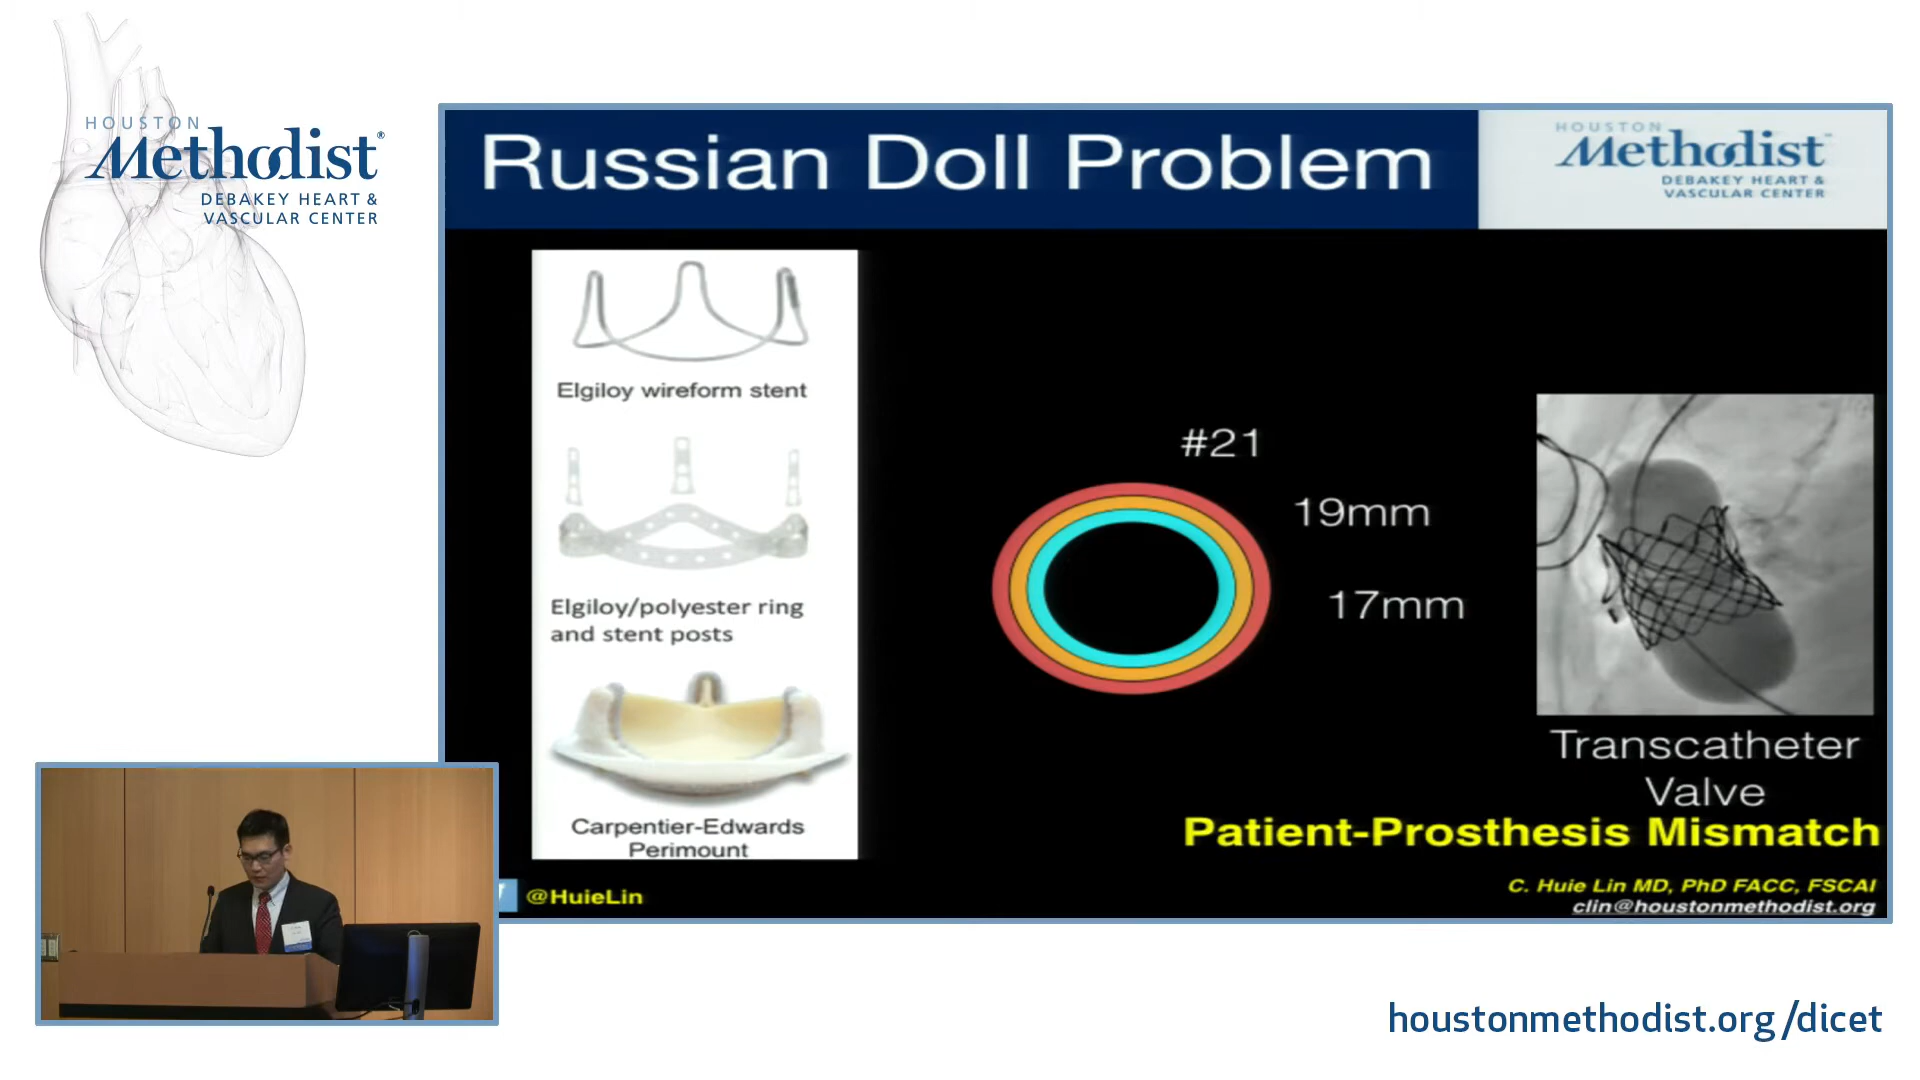 HOUSTON
Methodist®
DEBAKEY HEART &
VASCULAR CENTER
Russian Doll Problem
HOUSTON
Methodist
DEBAKEY HEART &
VASCULAR CENTER
Elgiloy wireform stent
Elgiloy/polyester ring
and stent posts
Carpentier-Edwards
Perimount
#21
19mm
17mm
Transcatheter
Valve
Patient-Prosthesis Mismatch
@HuieLin
C. Huie Lin MD, PhD FACC, FSCAI
clin@houstonmethodist.org
houstonmethodist.org/dicet